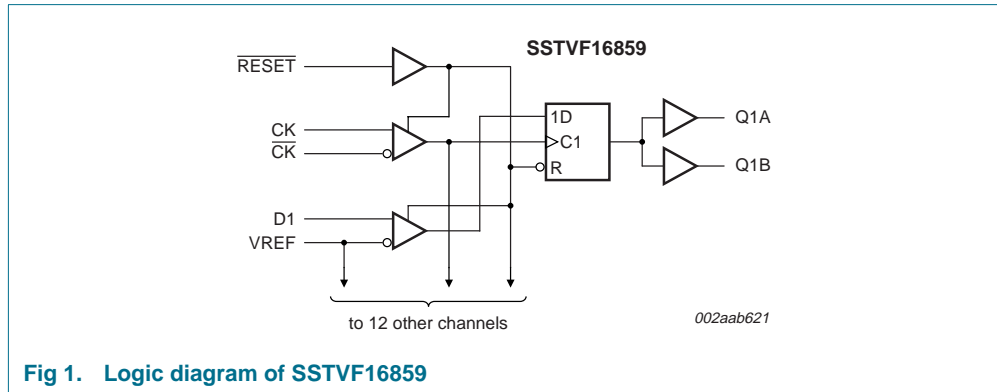 SSTVF16859
RESET
CK
CK
D1
VREF
1D
C1
R
Q1A
Q1B
to 12 other channels
002aab621
Fig 1. Logic diagram of SSTVF16859